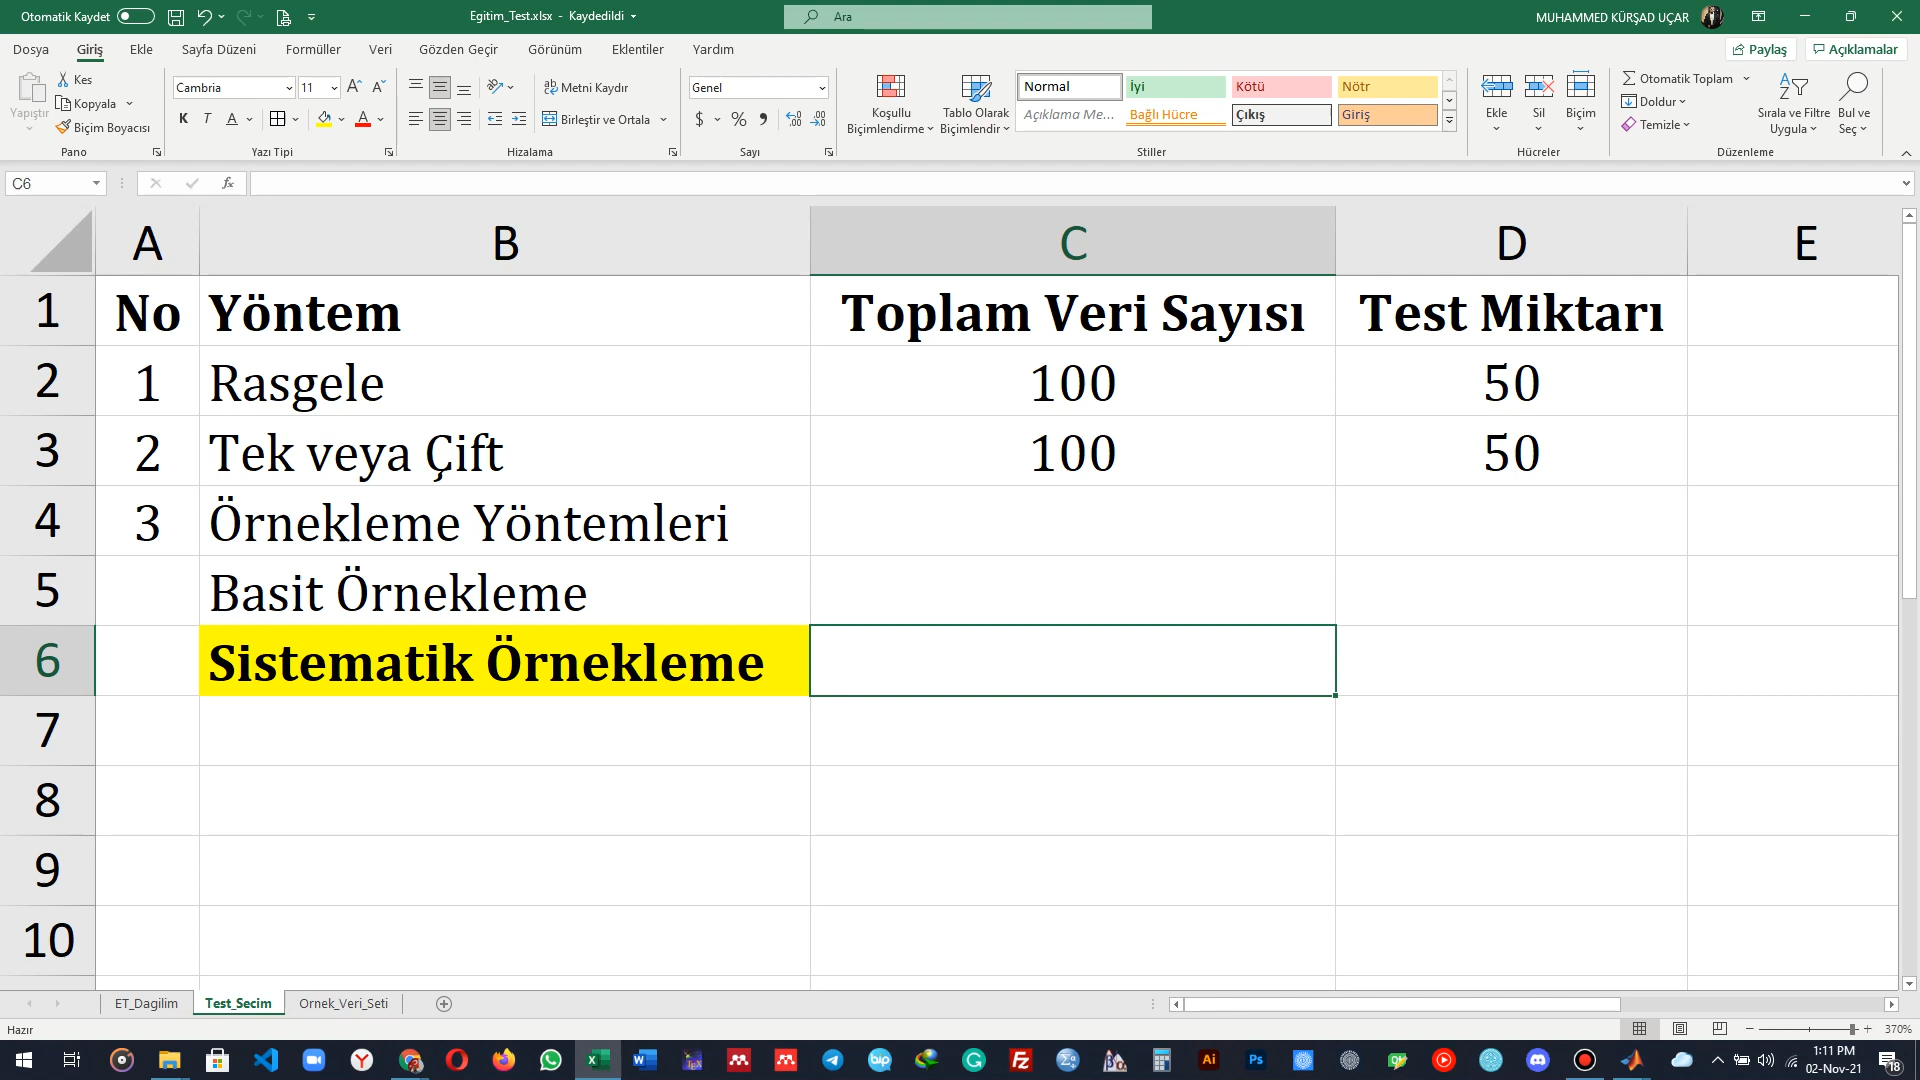 Otomatik Kaydet
Egitim_Test.xlsx - Kaydedildi
Ara
MUHAMMED KÜRŞAD UÇAR
Dosya Giriş Ekle Sayfa Düzeni Formüller Veri Gözden Geçir Görünüm Eklentiler Yardım
Paylaş Açıklamalar
Yapıştır
Kes
Kopyala
Biçim Boyacısı
Pano
Cambria 11
K T A
Yazı Tipi
Metni Kaydır
Birleştir ve Ortala
Hizalama
Genel
$ %
Sayı
Koşullu
Biçimlendirme
Tablo Olarak
Biçimlendir
Normal İyi Kötü Nötr
Açıklama Me... Bağlı Hücre Çıkış Giriş
Stiller
Ekle Sil Biçim
Hücreler
Otomatik Toplam
Doldur
Temizle
Sırala ve Filtre
Uygula
Bul ve
Seç
Düzenleme
C6
fx
A B C D E
1 No Yöntem Toplam Veri Sayısı Test Miktarı
2 1 Rasgele 100 50
3 2 Tek veya Çift 100 50
4 3 Örnekleme Yöntemleri
5 Basit Örnekleme
6 Sistematik Örnekleme
7
8
9
10
ET_Dagilim Test_Secim Ornek_Veri_Seti
Hazır
370%
1:11 PM
02-Nov-21
18